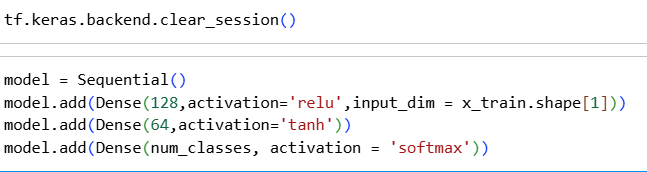 tf.keras.backend.clear_session()
model = Sequential()
model.add(Dense(128,activation='relu',input_dim = x_train.shape[1]))
model.add(Dense(64,activation='tanh'))
model.add(Dense(num_classes, activation = 'softmax'))